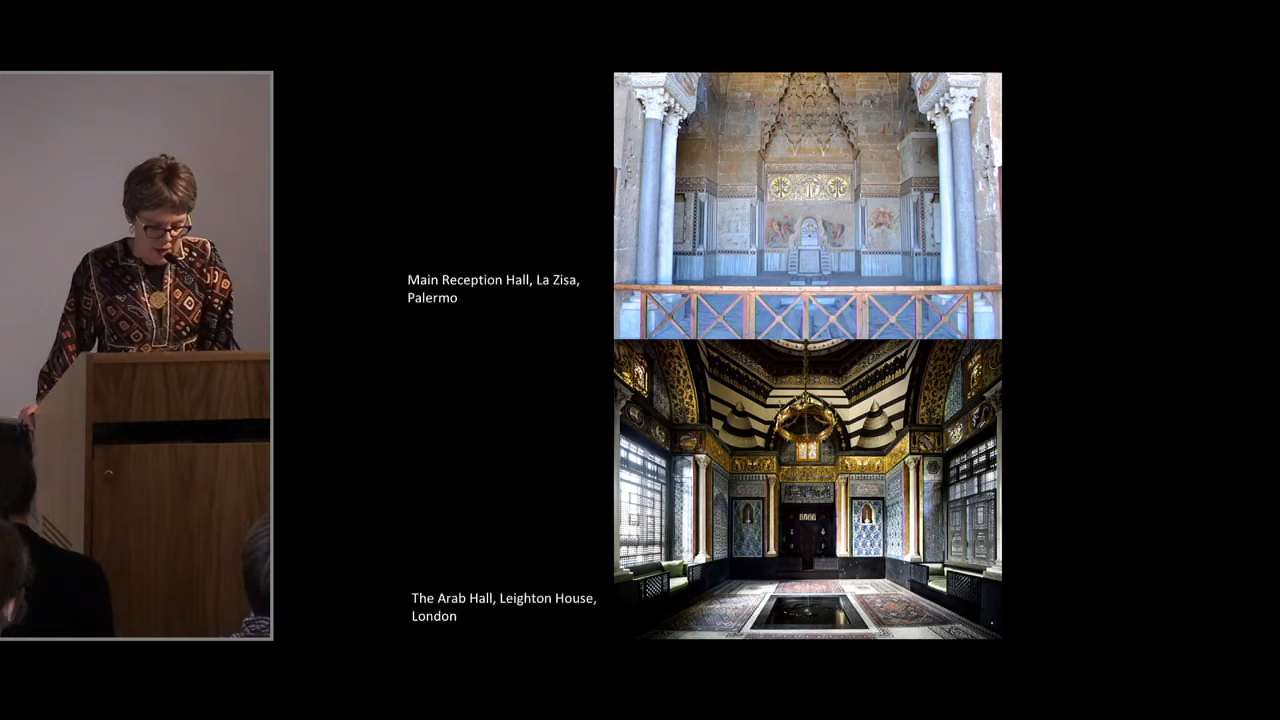 Main Reception Hall, La Zisa,
Palermo
The Arab Hall, Leighton House,
London